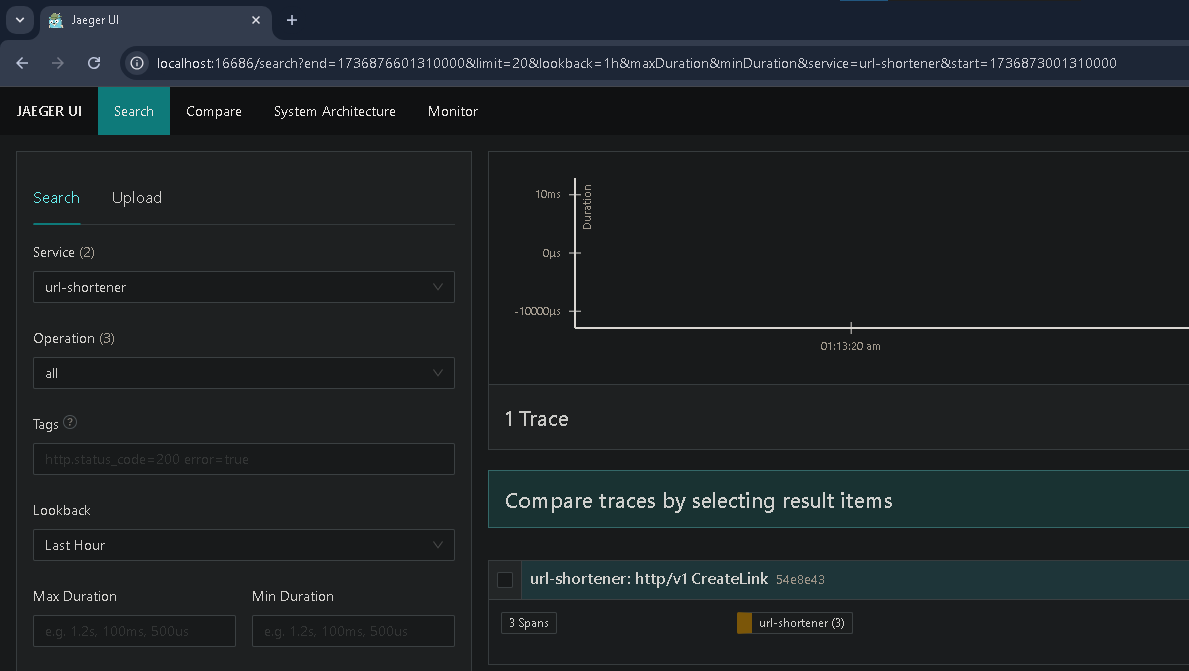 Jaeger UI
localhost:16686/search?end=1736876601310000&limit=20&lookback=1h&maxDuration&minDuration&service=url-shortener&start=1736873001310000
JAEGER UI Search Compare System Architecture Monitor
Search Upload
Service (2)
url-shortener
Operation (3)
all
Tags
http.status_code=200 error=true
Lookback
Last Hour
Max Duration Min Duration
e.g. 1.2s, 100ms, 500us e.g. 1.2s, 100ms, 500us
10ms
Duration
0μs
-10000μs
01:13:20 am
1 Trace
Compare traces by selecting result items
url-shortener: http/v1 CreateLink 54e8e43
3 Spans url-shortener (3)